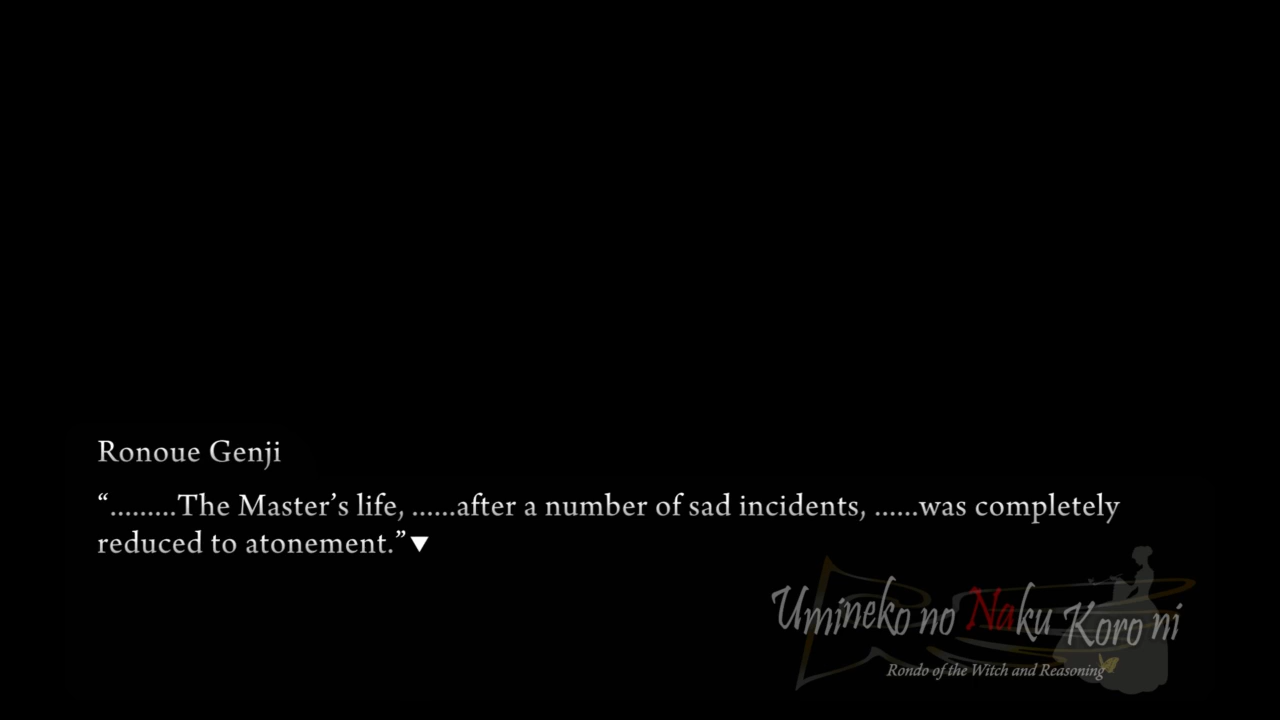 Ronoue Genji
“.........The Master’s life, ......after a number of sad incidents, ......was completely
reduced to atonement.”▼
Umineko no Naku Koro ni
Rondo of the Witch and Reasoning